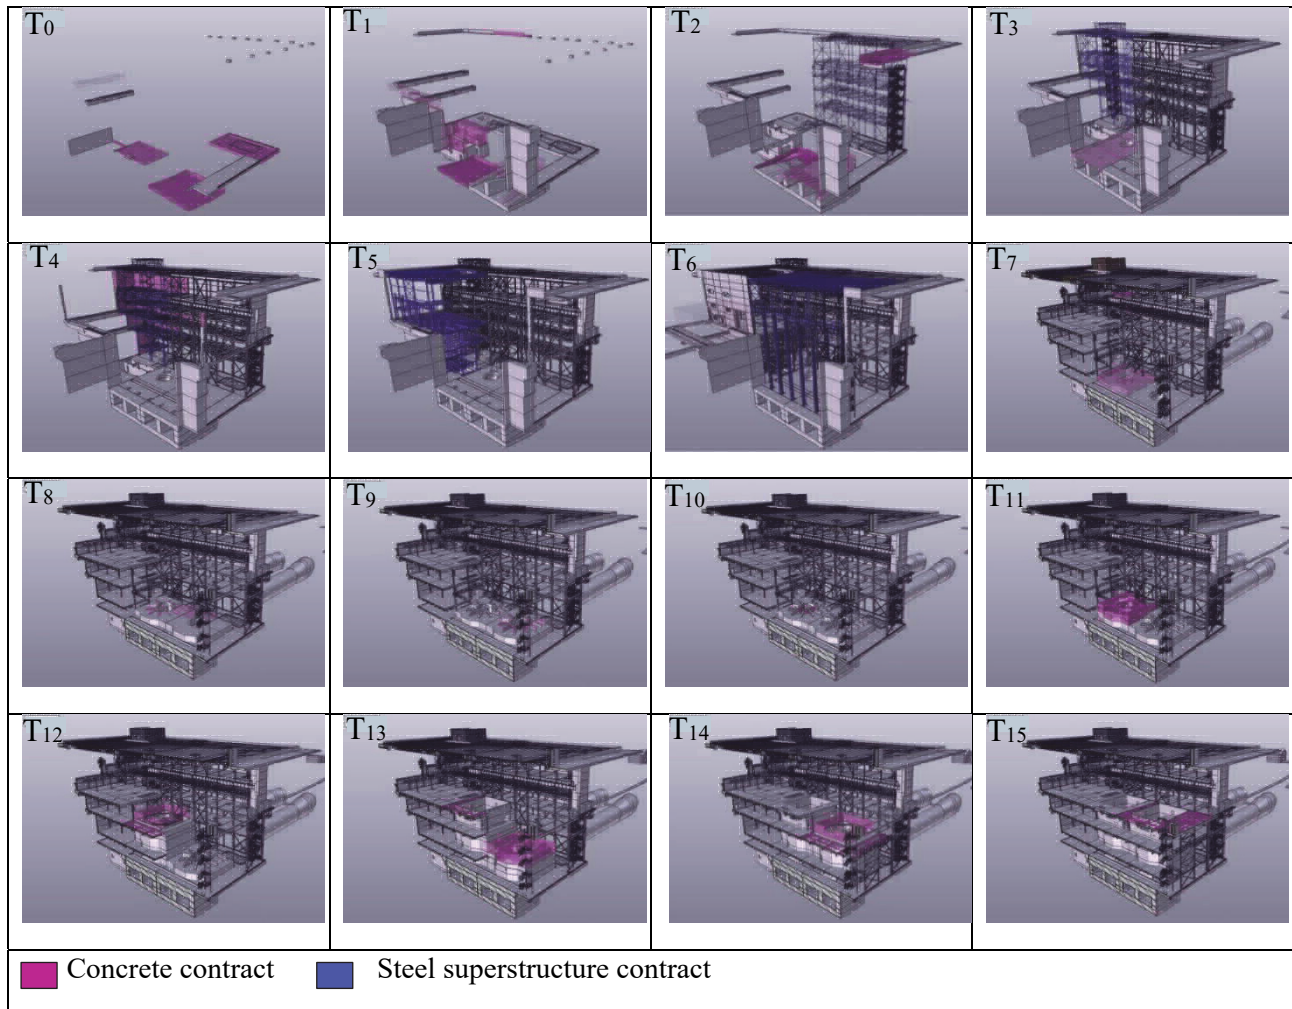 T0 T1 T2 T3
T4 T5 T6 T7
T8 T9 T10 T11
T12 T13 T14 T15
Concrete contract Steel superstructure contract